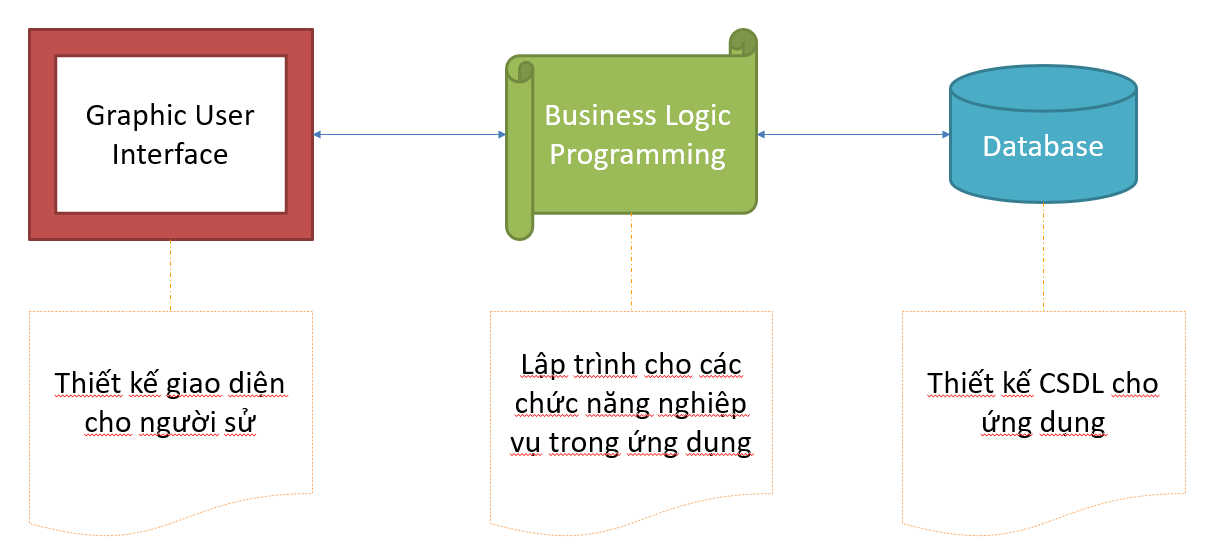 Graphic User
Interface
Business Logic
Programming
Database
Thiết kế giao diện
cho người sử
Lập trình cho các
chức năng nghiệp
vụ trong ứng dụng
Thiết kế CSDL cho
ứng dụng